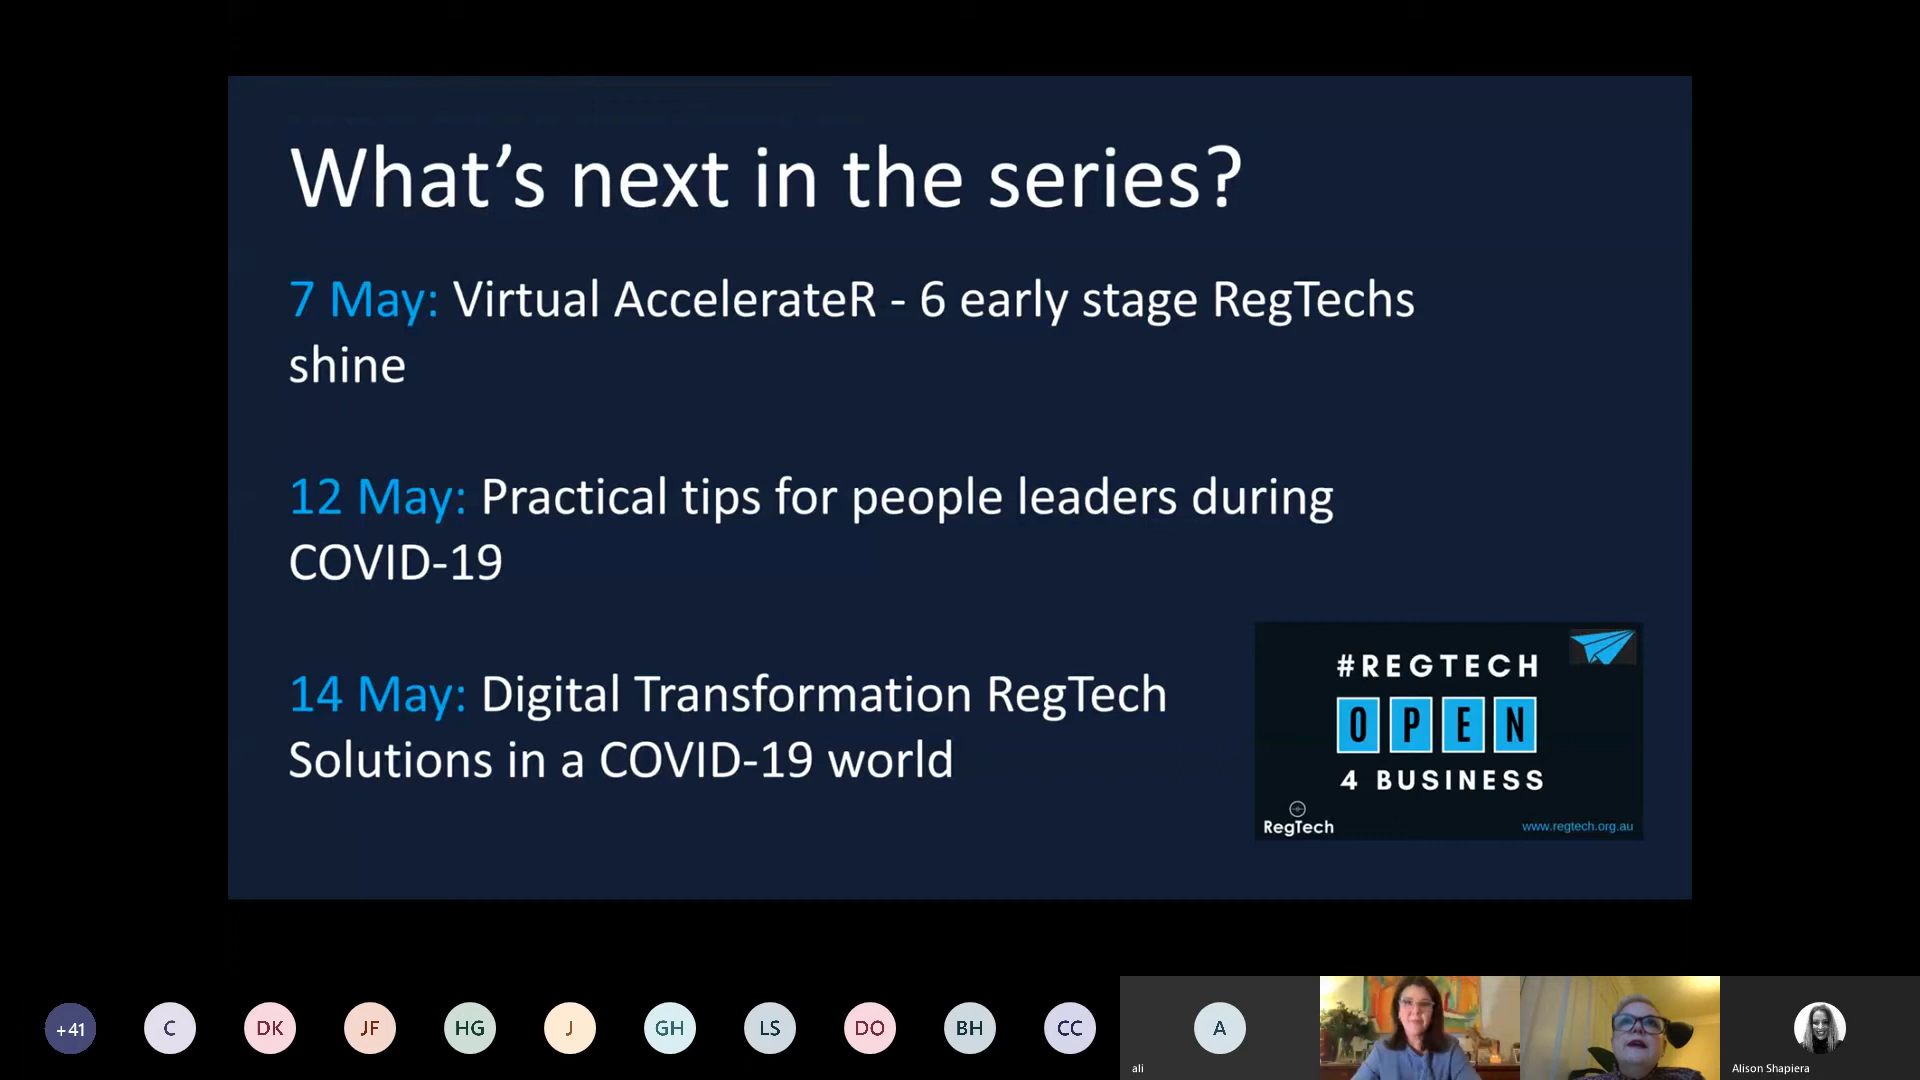 What’s next in the series?
7 May: Virtual AccelerateR - 6 early stage RegTechs
shine
12 May: Practical tips for people leaders during
COVID-19
14 May: Digital Transformation RegTech
Solutions in a COVID-19 world
#REGTECH
OPEN
4 BUSINESS
RegTech
www.regtech.org.au
+41
C
DK
JF
HG
J
GH
LS
DO
BH
CC
A
ali
Alison Shapiera